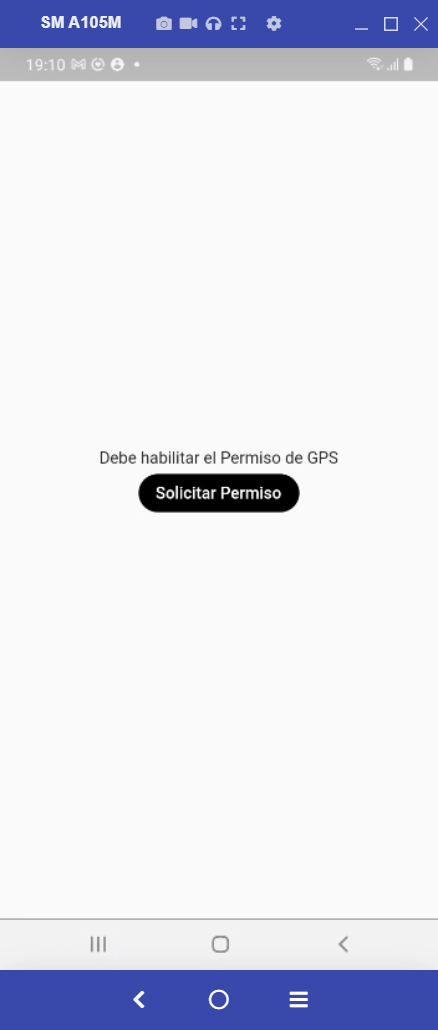 SM A105M
19:10
Debe habilitar el Permiso de GPS
Solicitar Permiso